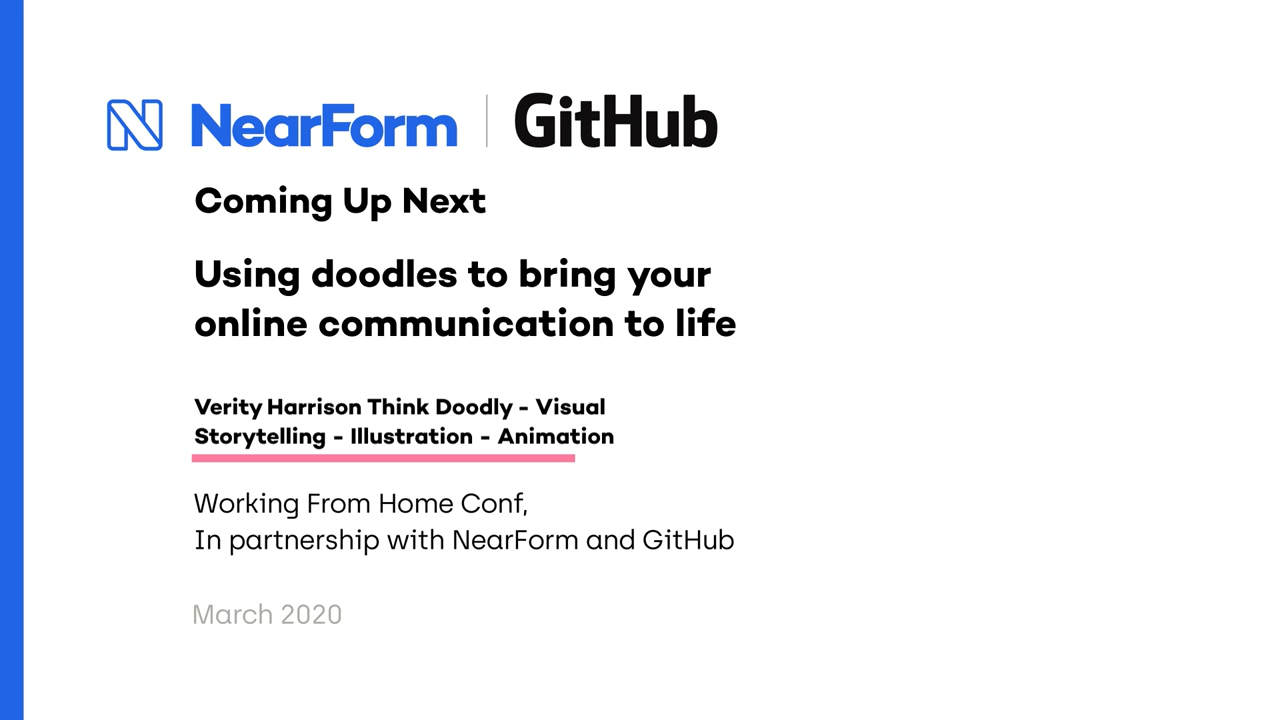 NearForm GitHub
Coming Up Next
Using doodles to bring your
online communication to life
Verity Harrison Think Doodly - Visual
Storytelling - Illustration - Animation
Working From Home Conf,
In partnership with NearForm and GitHub
March 2020